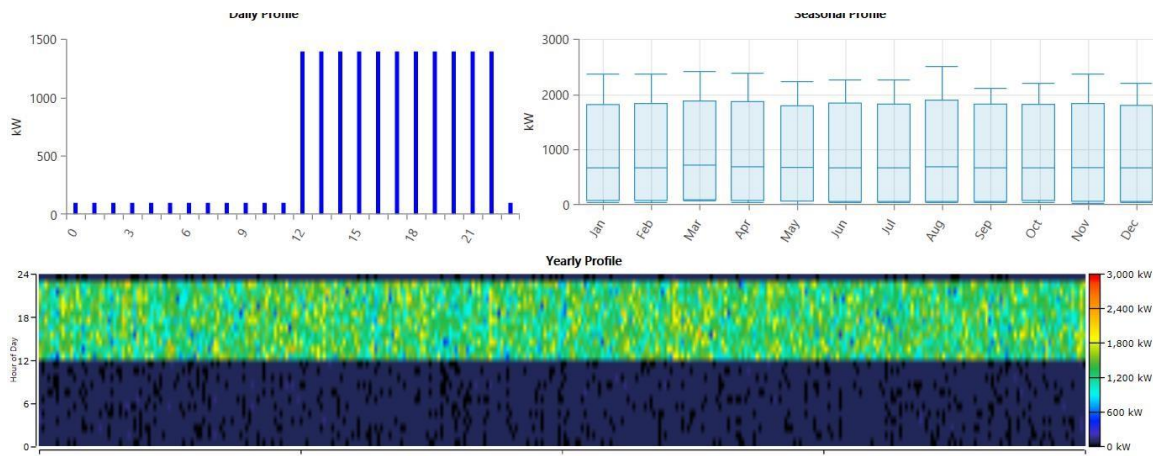 Daily Profile
Seasonal Profile
1500
1000
500
0
kW
0
3
6
9
12
15
18
21
3000
2000
1000
0
kW
Jan
Feb
Mar
Apr
May
Jun
Jul
Aug
Sep
Oct
Nov
Dec
Yearly Profile
24
18
12
6
0
Hour of Day
3,000 kW
2,400 kW
1,800 kW
1,200 kW
600 kW
0 kW